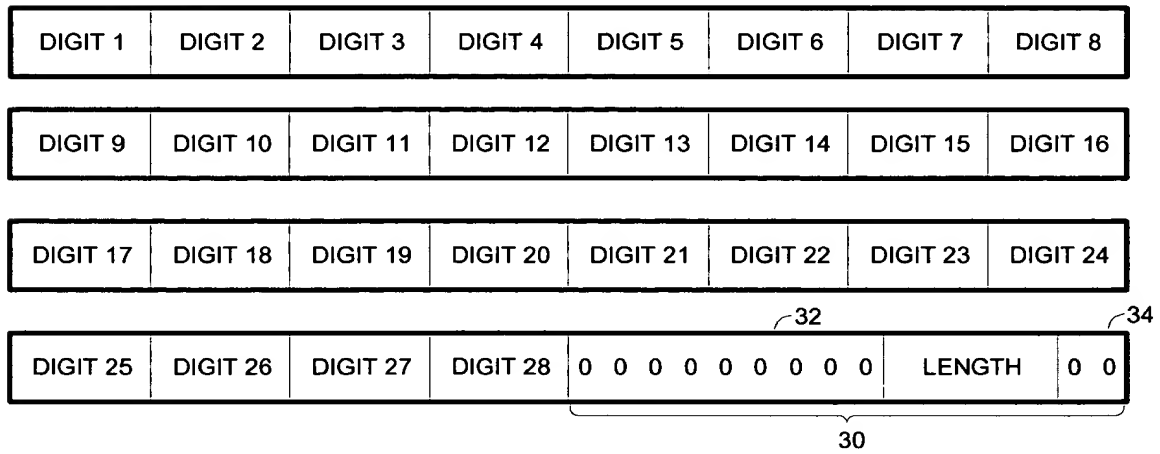 DIGIT 1 DIGIT 2 DIGIT 3 DIGIT 4 DIGIT 5 DIGIT 6 DIGIT 7 DIGIT 8
DIGIT 9 DIGIT 10 DIGIT 11 DIGIT 12 DIGIT 13 DIGIT 14 DIGIT 15 DIGIT 16
DIGIT 17 DIGIT 18 DIGIT 19 DIGIT 20 DIGIT 21 DIGIT 22 DIGIT 23 DIGIT 24
32 34
DIGIT 25 DIGIT 26 DIGIT 27 DIGIT 28 0 0 0 0 0 0 0 0 0 LENGTH 0 0
30